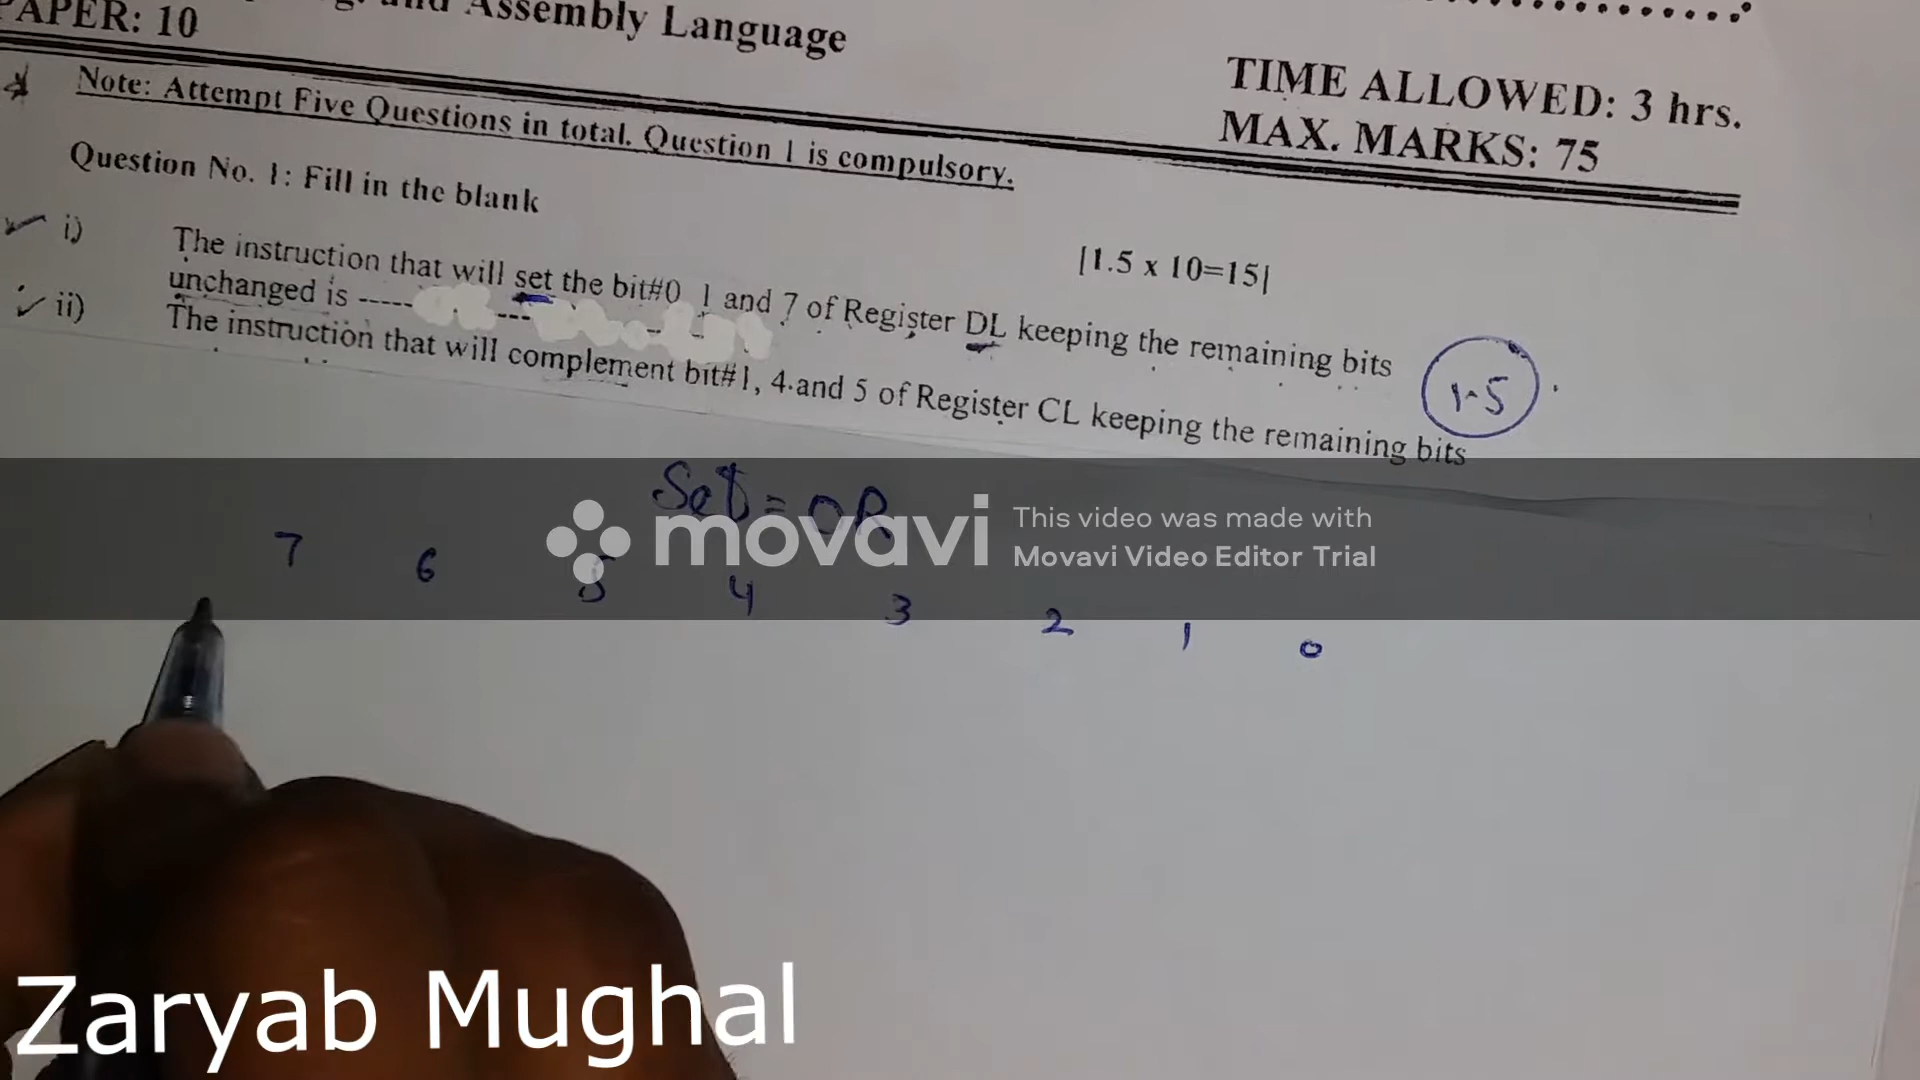 and Assembly Language
PAPER: 10
TIME ALLOWED: 3 hrs.
MAX. MARKS: 75
Note: Attempt Five Questions in total. Question 1 is compulsory.
Question No. 1: Fill in the blank
[1.5 x 10=15]
i) The instruction that will set the bit#0 1 and 7 of Register DL keeping the remaining bits
unchanged is
ii) The instruction that will complement bit#1, 4 and 5 of Register CL keeping the remaining bits
1.5
Set = OR
movavi
This video was made with
Movavi Video Editor Trial
7 6 5 4 3 2 1 0
Zaryab Mughal